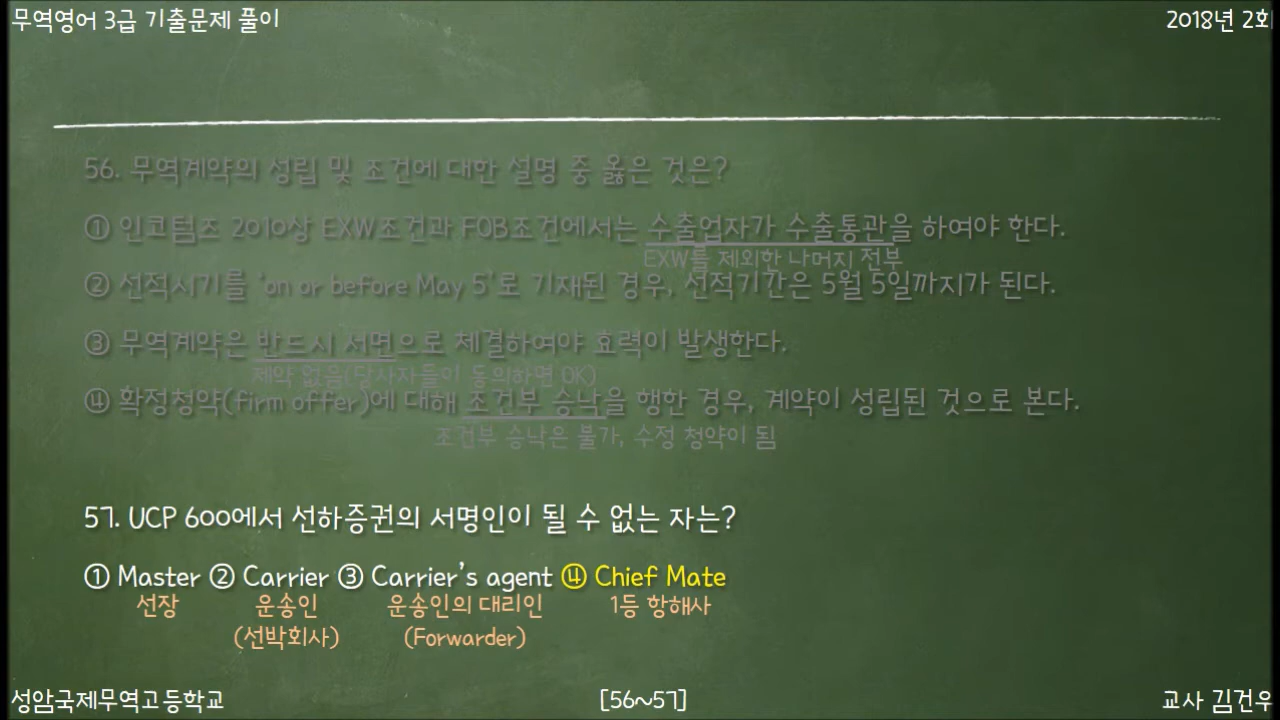 무역영어 3급 기출문제 풀이
2018년 2회
56. 무역계약의 성립 및 조건에 대한 설명 중 옳은 것은?
① 인코텀즈 2010상 EXW조건과 FOB조건에서는 수출업자가 수출통관을 하여야 한다.
EXW를 제외한 나머지 전부
② 선적시기를 'on or before May 5'로 기재된 경우, 선적기간은 5월 5일까지가 된다.
③ 무역계약은 반드시 서면으로 체결하여야 효력이 발생한다.
제약 없음(당사자들이 동의하면 OK)
④ 확정청약(firm offer)에 대해 조건부 승낙을 행한 경우, 계약이 성립된 것으로 본다.
조건부 승낙은 불가, 수정 청약이 됨
57. UCP 600에서 선하증권의 서명인이 될 수 없는 자는?
① Master ② Carrier ③ Carrier's agent ④ Chief Mate
선장 운송인 운송인의 대리인 1등 항해사
(선박회사) (Forwarder)
성암국제무역고등학교
[56~57]
교사 김건우